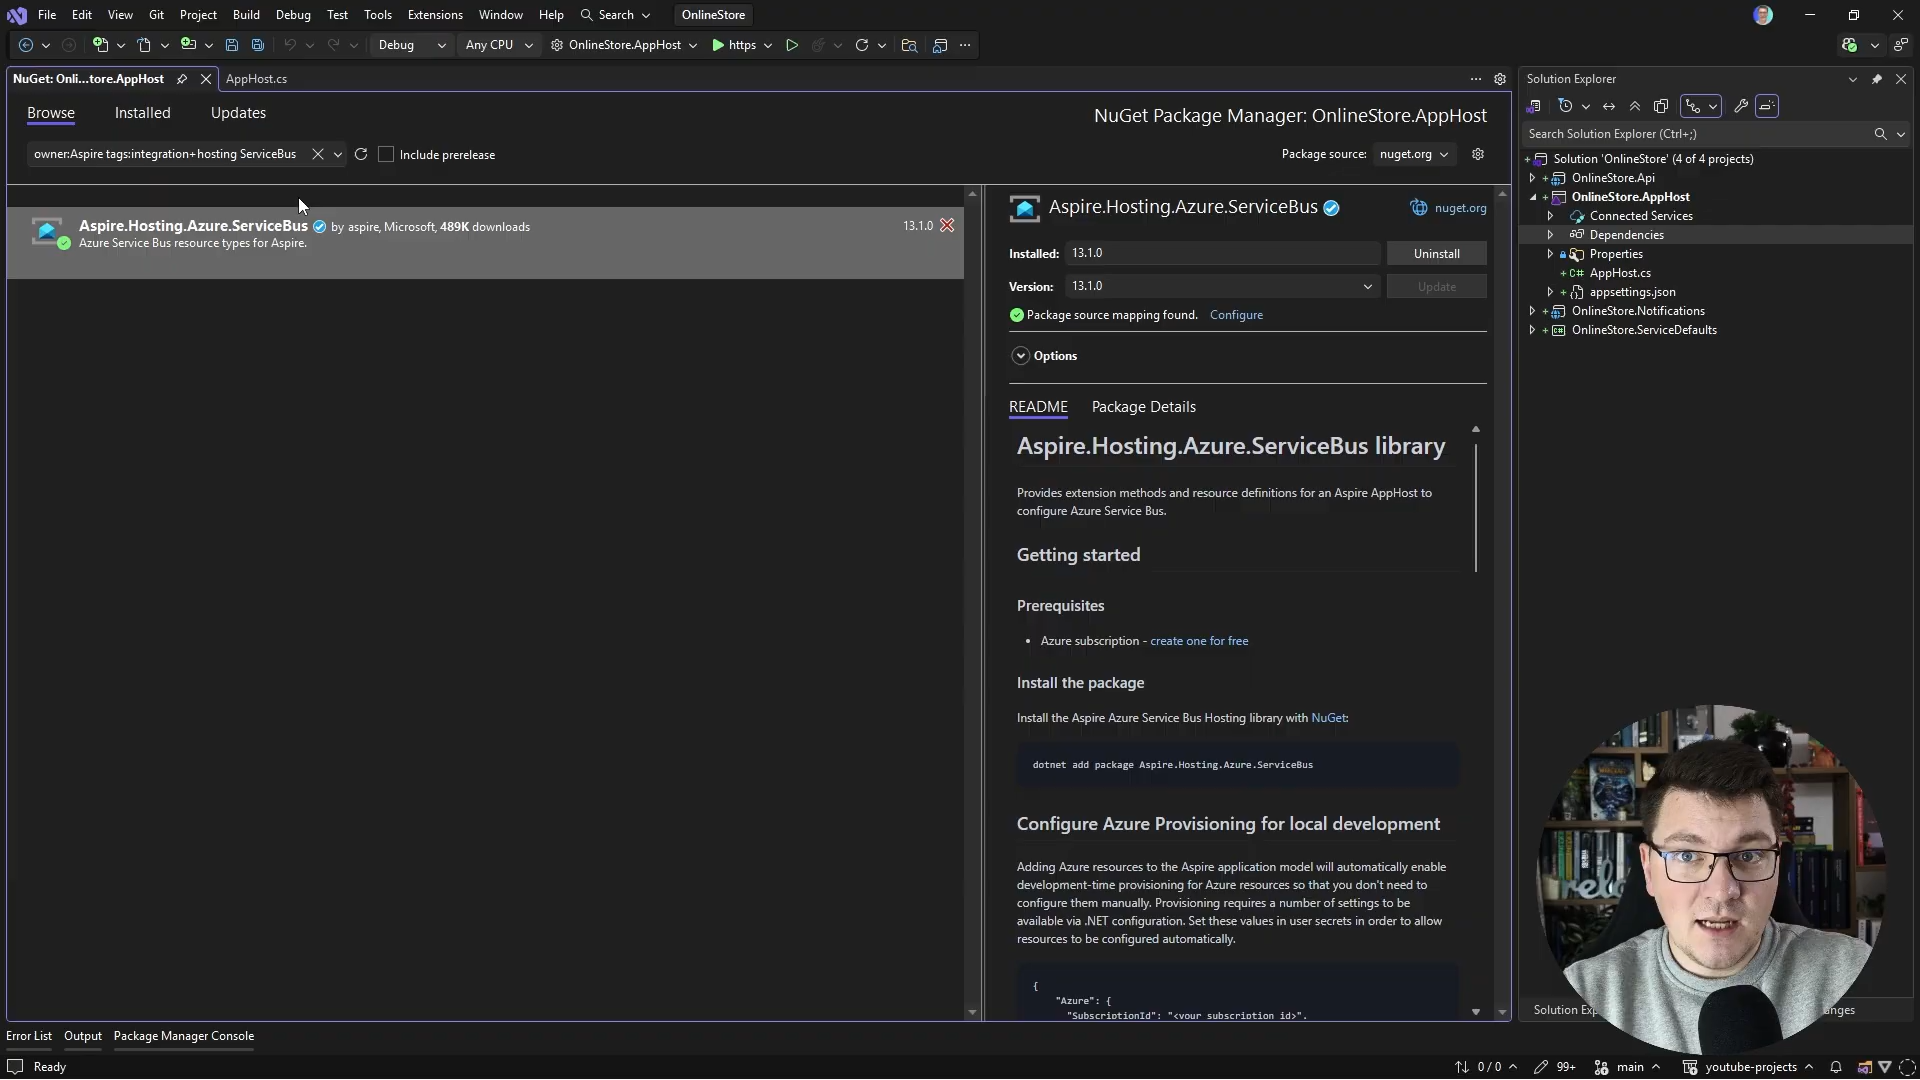 File Edit View Git Project Build Debug Test Tools Extensions Window Help Search OnlineStore
Debug Any CPU OnlineStore.AppHost https
NuGet: Onli...tore.AppHost AppHost.cs
Browse Installed Updates
NuGet Package Manager: OnlineStore.AppHost
owner:Aspire tags:integration+hosting ServiceBus Include prerelease
Package source: nuget.org
Aspire.Hosting.Azure.ServiceBus by aspire, Microsoft, 489K downloads 13.1.0
Azure Service Bus resource types for Aspire.
Aspire.Hosting.Azure.ServiceBus nuget.org
Installed: 13.1.0 Uninstall
Version: 13.1.0 Update
Package source mapping found. Configure
Options
README Package Details
Aspire.Hosting.Azure.ServiceBus library
Provides extension methods and resource definitions for an Aspire AppHost to
configure Azure Service Bus.
Getting started
Prerequisites
• Azure subscription - create one for free
Install the package
Install the Aspire Azure Service Bus Hosting library with NuGet:
dotnet add package Aspire.Hosting.Azure.ServiceBus
Configure Azure Provisioning for local development
Adding Azure resources to the Aspire application model will automatically enable
development-time provisioning for Azure resources so that you don't need to
configure them manually. Provisioning requires a number of settings to be
available via .NET configuration. Set these values in user secrets in order to allow
resources to be configured automatically.
{
"Azure": {
"SubscriptionId": "<your subscription id>",
Solution Explorer
Search Solution Explorer (Ctrl+;)
Solution 'OnlineStore' (4 of 4 projects)
OnlineStore.Api
OnlineStore.AppHost
Connected Services
Dependencies
Properties
C# AppHost.cs
appsettings.json
OnlineStore.Notifications
OnlineStore.ServiceDefaults
Solution Exp
anges
Error List Output Package Manager Console
Ready
0 / 0 99+ main youtube-projects